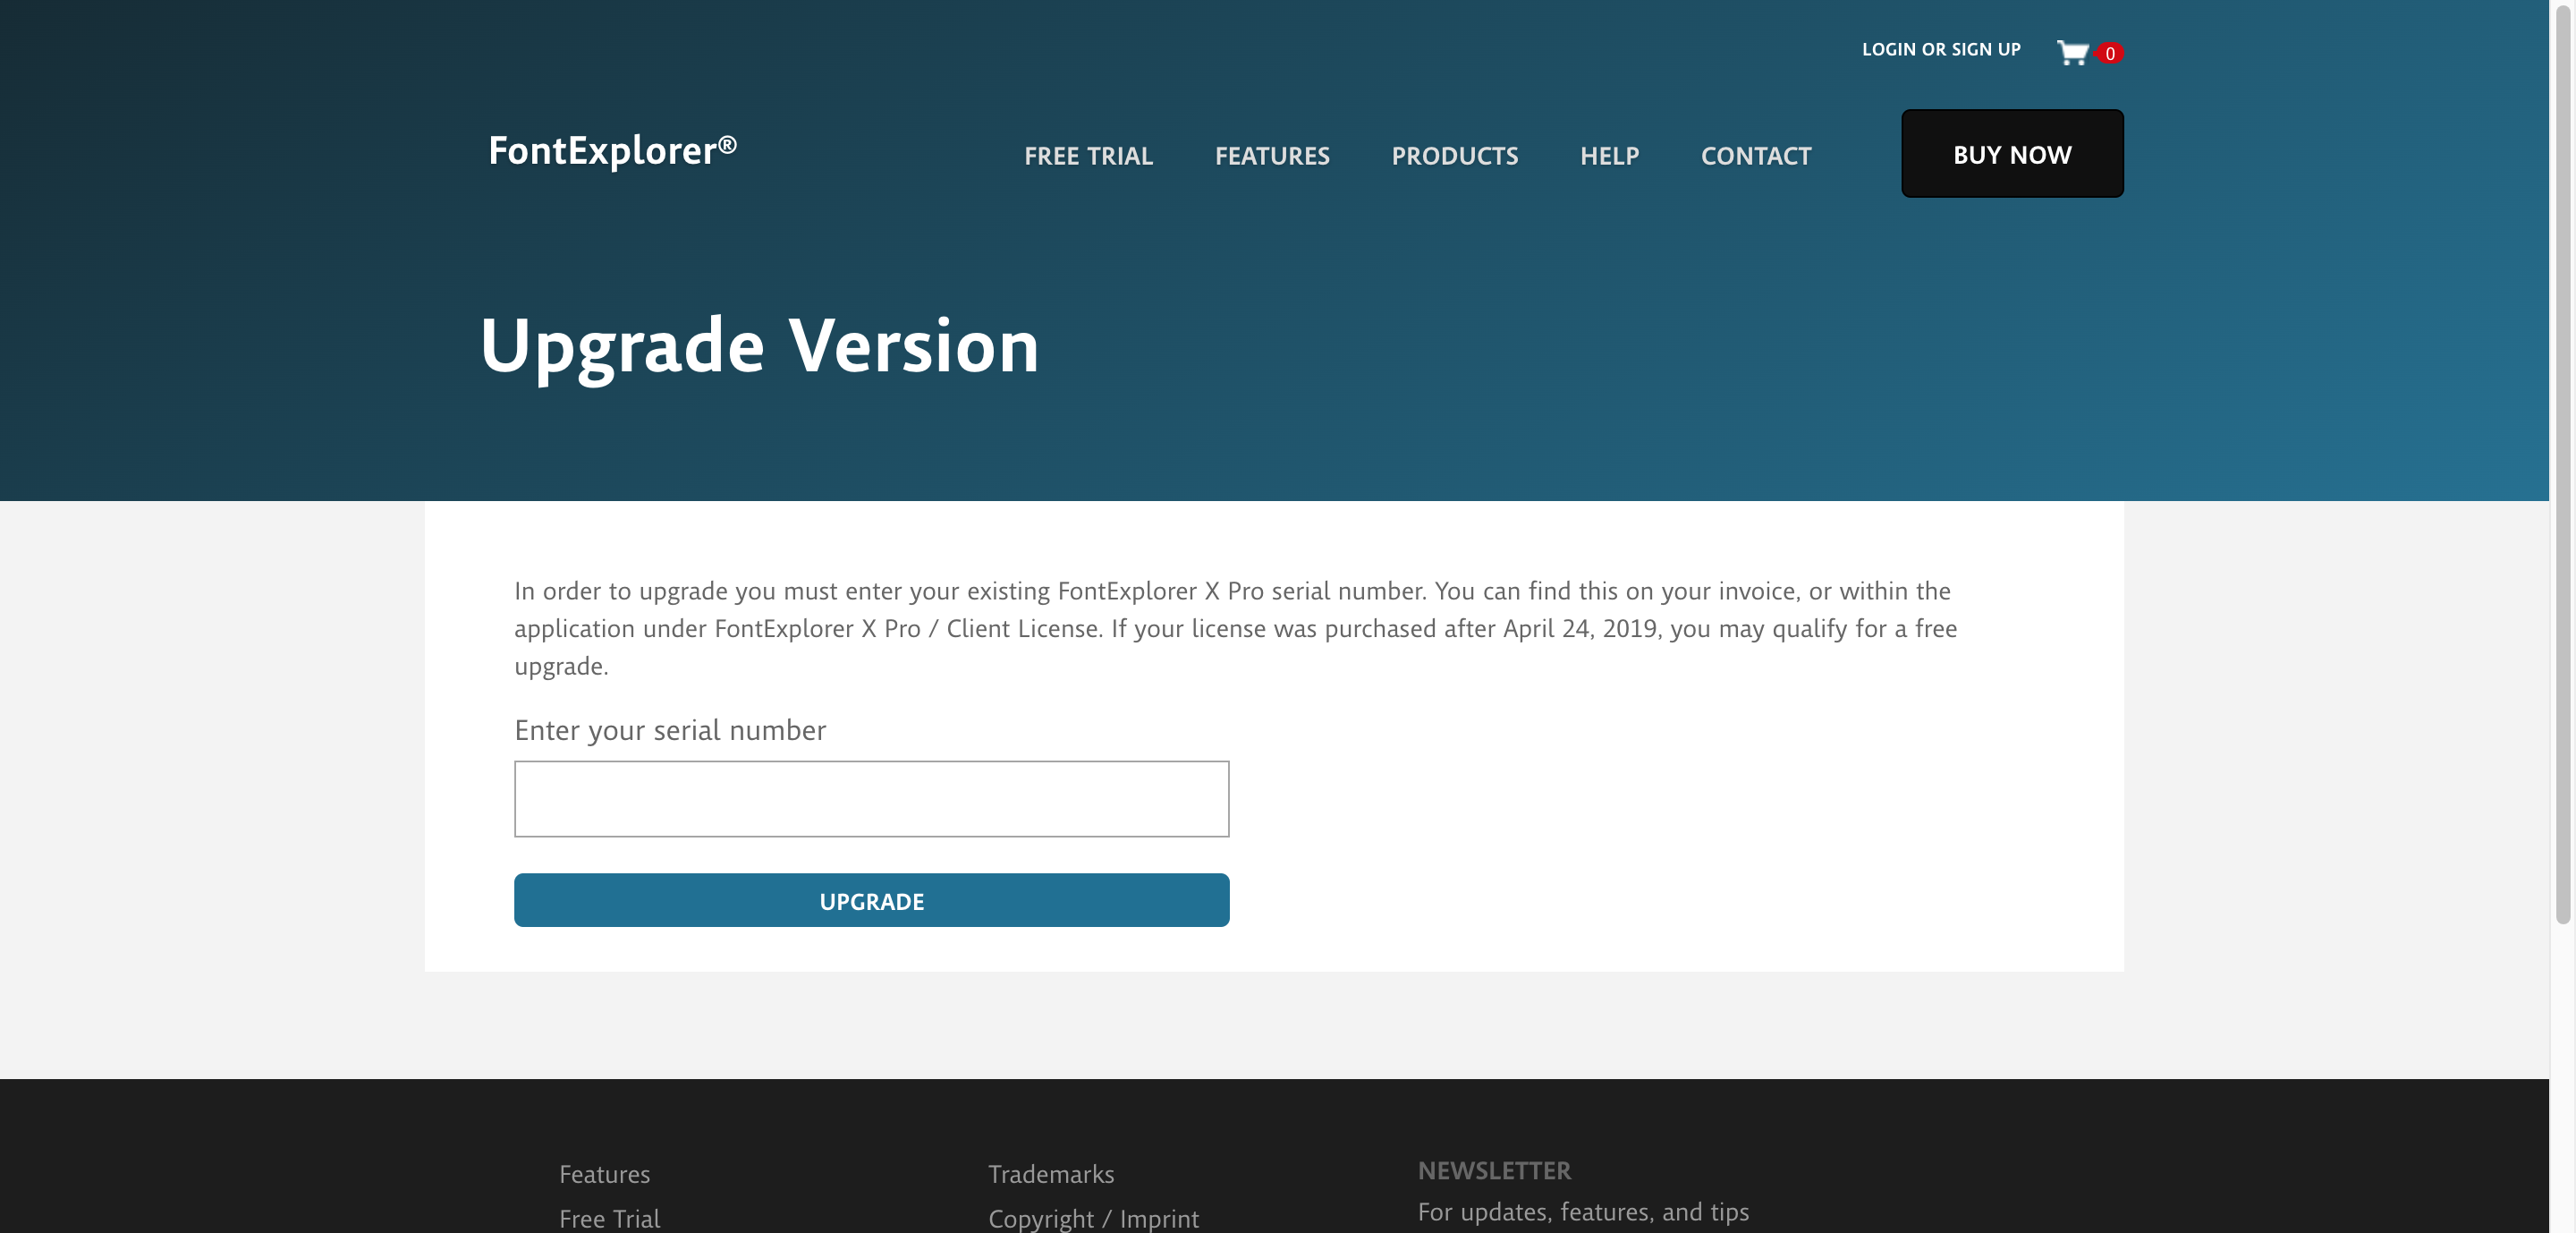 LOGIN OR SIGN UP
0
FontExplorer®
FREE TRIAL
FEATURES
PRODUCTS
HELP
CONTACT
BUY NOW
Upgrade Version
In order to upgrade you must enter your existing FontExplorer X Pro serial number. You can find this on your invoice, or within the
application under FontExplorer X Pro / Client License. If your license was purchased after April 24, 2019, you may qualify for a free
upgrade.
Enter your serial number
UPGRADE
Features
Free Trial
Trademarks
Copyright / Imprint
NEWSLETTER
For updates, features, and tips